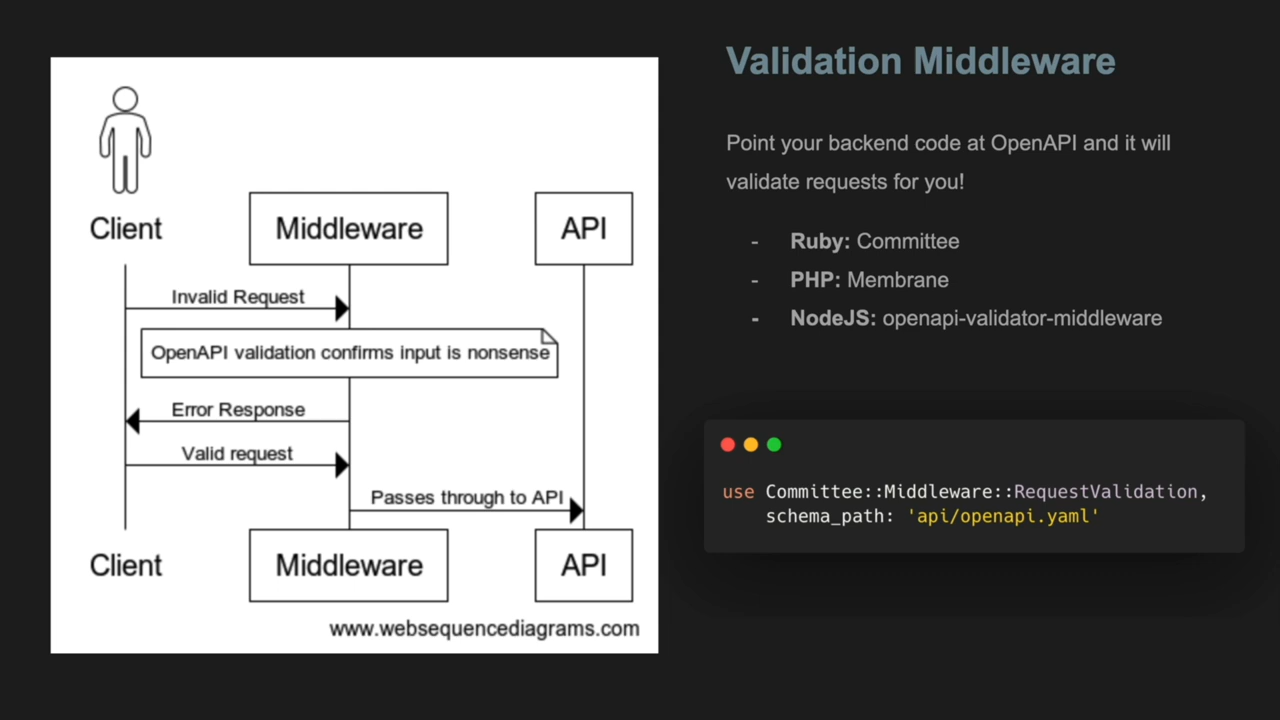 Validation Middleware
Point your backend code at OpenAPI and it will
validate requests for you!
- Ruby: Committee
- PHP: Membrane
- NodeJS: openapi-validator-middleware
use Committee::Middleware::RequestValidation,
schema_path: 'api/openapi.yaml'
Client
Middleware
API
Invalid Request
OpenAPI validation confirms input is nonsense
Error Response
Valid request
Passes through to API
Client
Middleware
API
www.websequencediagrams.com